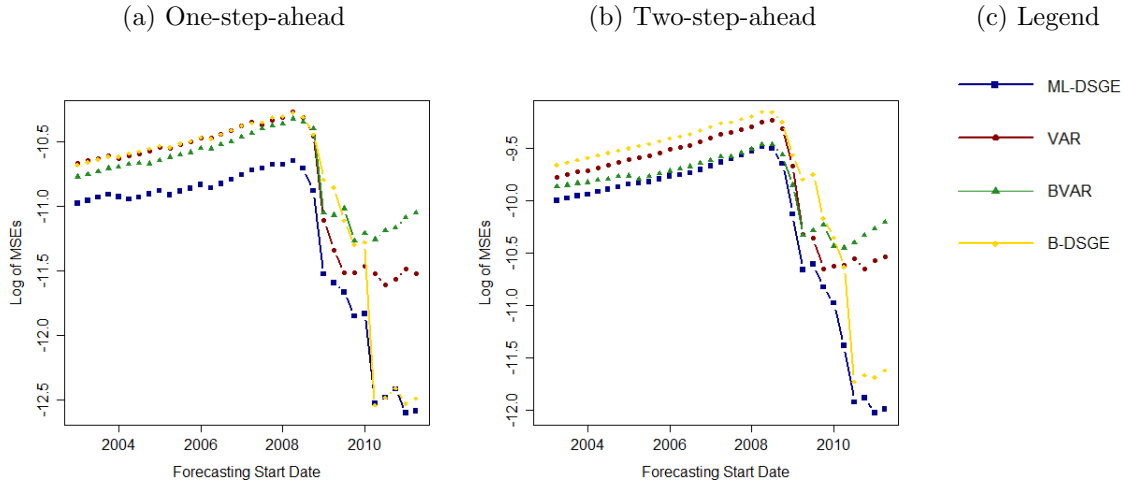 (a) One-step-ahead
(b) Two-step-ahead
(c) Legend
Log of MSEs
-10.5
-11.0
-11.5
-12.0
-12.5
2004
2006
2008
2010
Forecasting Start Date
Log of MSEs
-9.5
-10.0
-10.5
-11.0
-11.5
-12.0
2004
2006
2008
2010
Forecasting Start Date
ML-DSGE
VAR
BVAR
B-DSGE